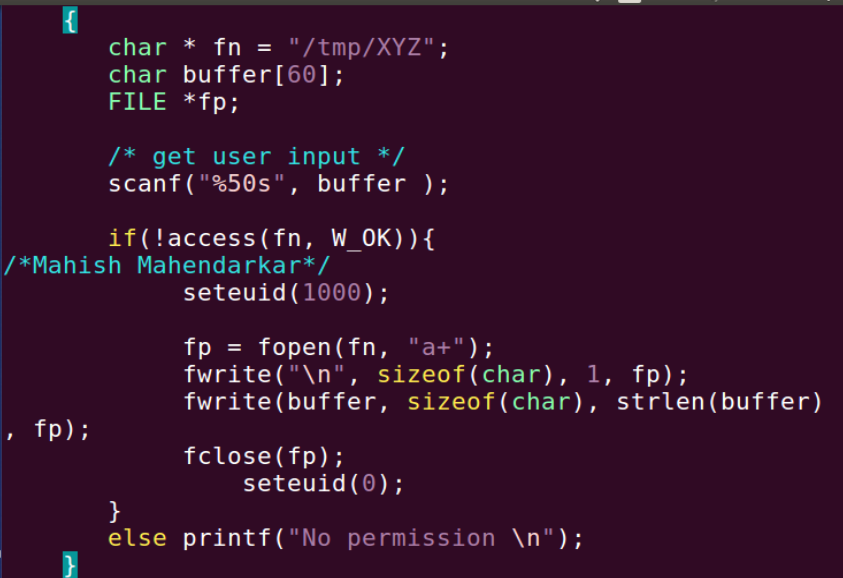 {
char * fn = "/tmp/XYZ";
char buffer[60];
FILE *fp;
/* get user input */
scanf("%50s", buffer );
if(!access(fn, W_OK)){
/*Mahish Mahendarkar*/
seteuid(1000);
fp = fopen(fn, "a+");
fwrite("\n", sizeof(char), 1, fp);
fwrite(buffer, sizeof(char), strlen(buffer)
, fp);
fclose(fp);
seteuid(0);
}
else printf("No permission \n");
}